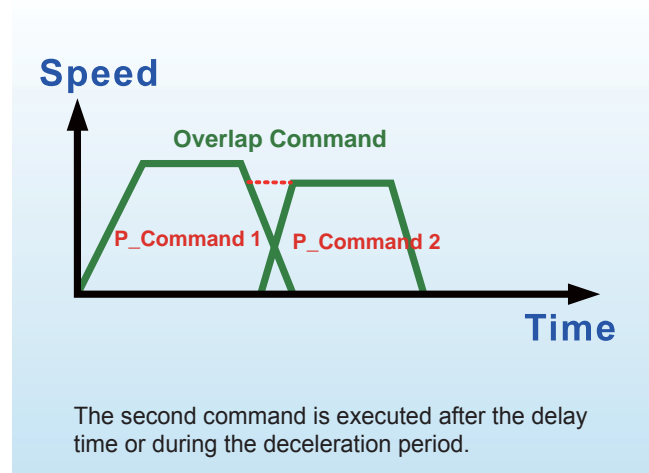 Speed
Overlap Command
P_Command 1
P_Command 2
Time
The second command is executed after the delay
time or during the deceleration period.